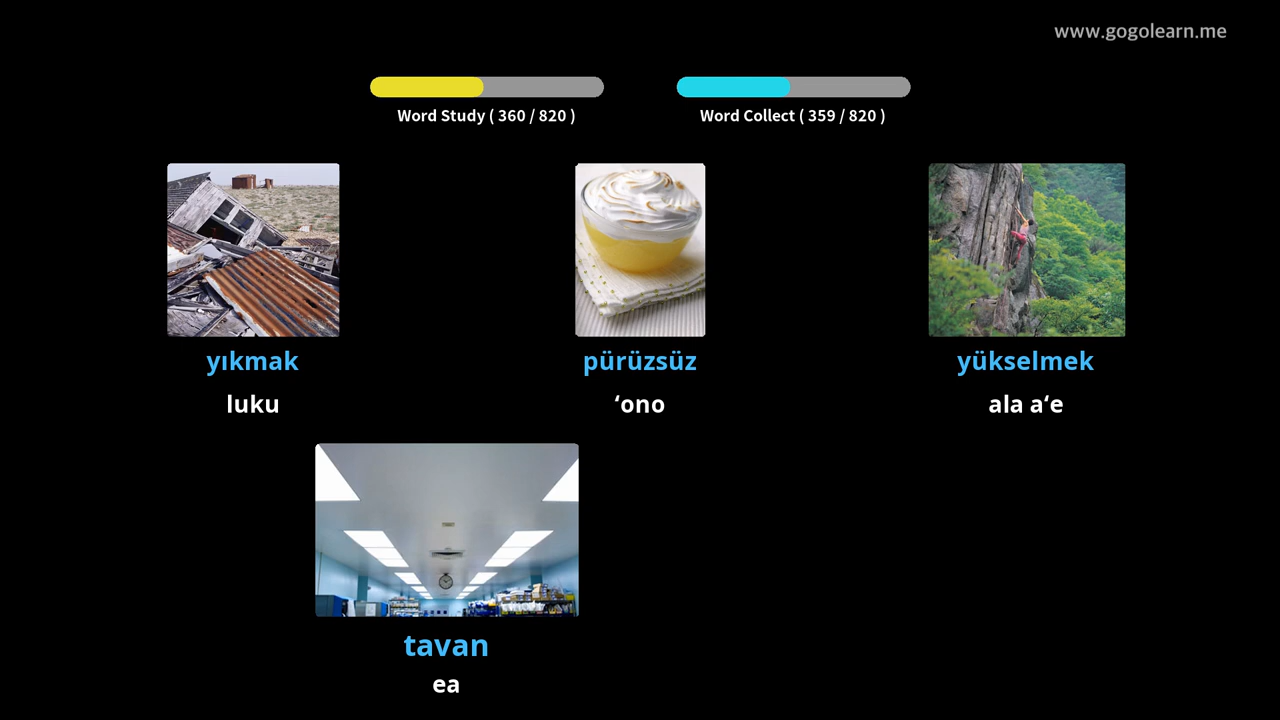 www.gogolearn.me
Word Study ( 360 / 820 )
Word Collect ( 359 / 820 )
yıkmak
luku
pürüzsüz
ʻono
yükselmek
ala aʻe
tavan
ea